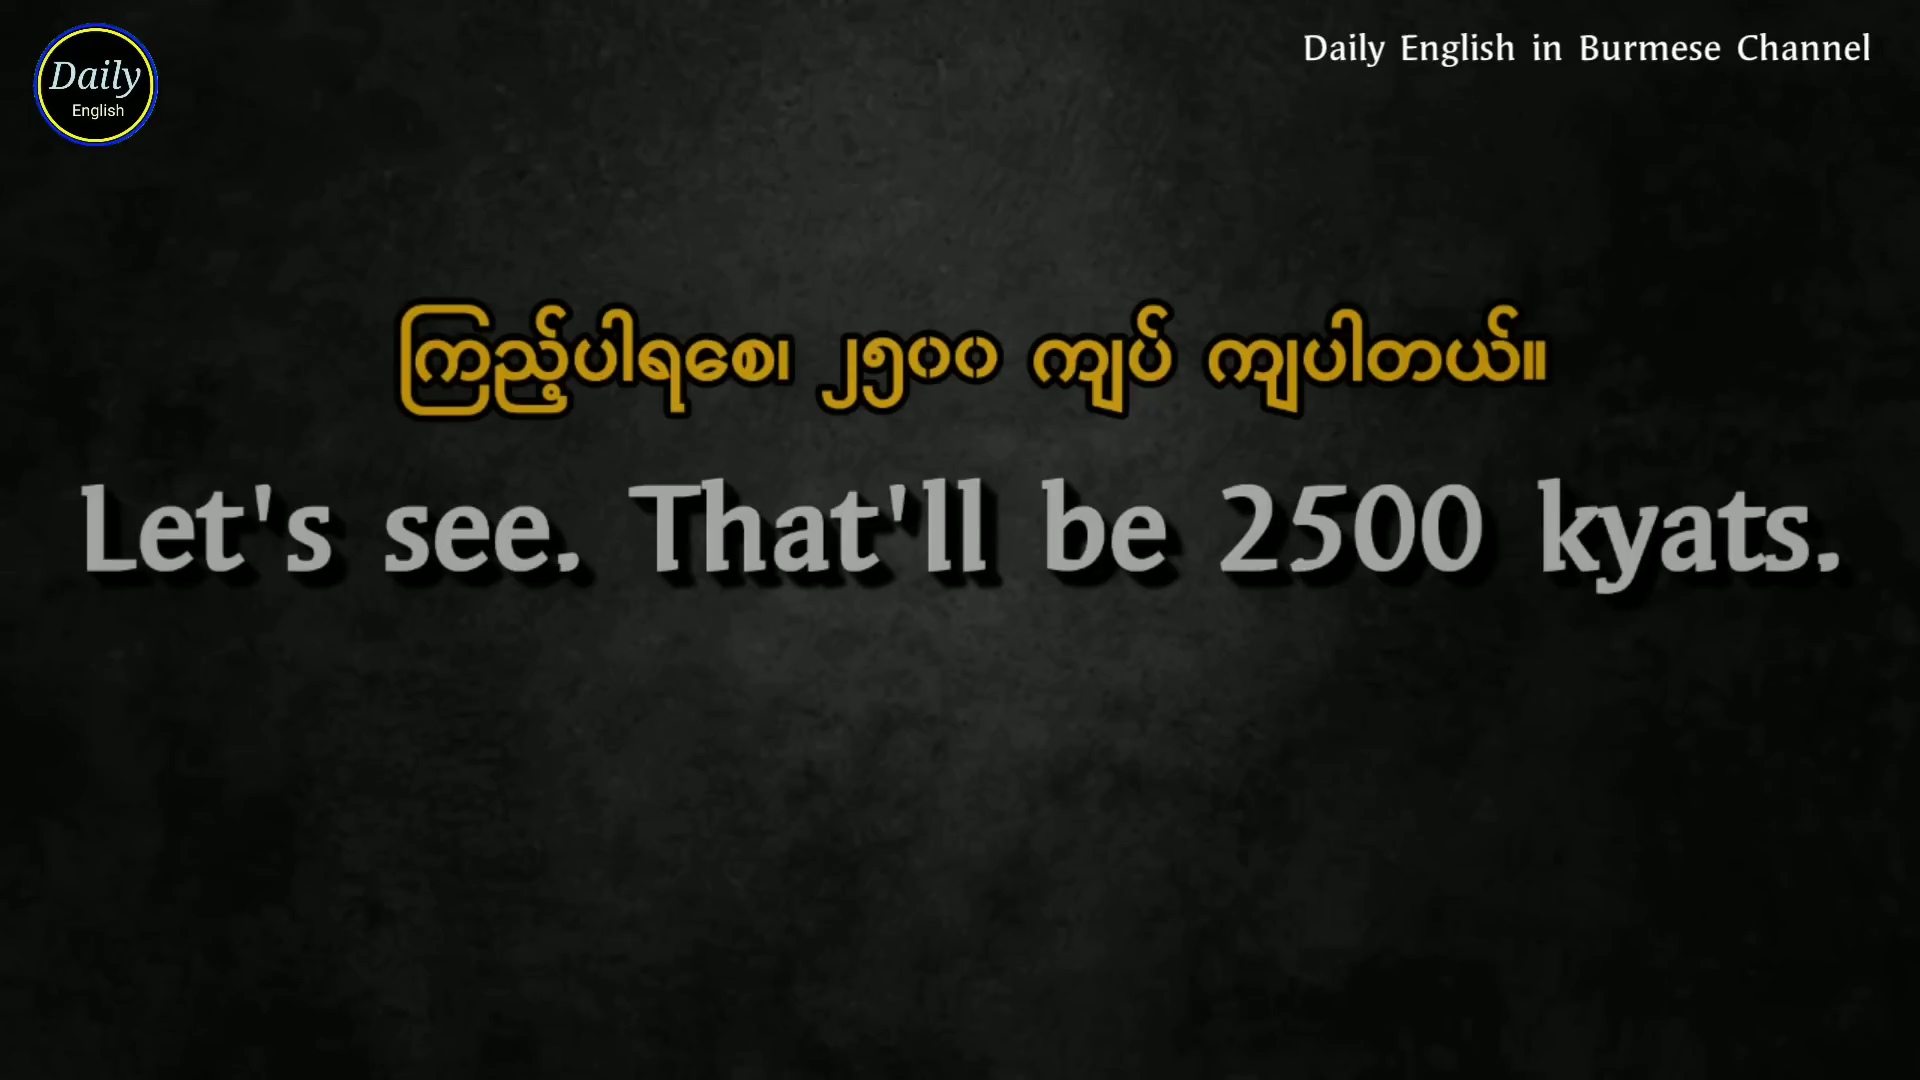 Daily
English
Daily English in Burmese Channel
ကြည့်ပါရစေ၊ ၂၅၀၀ ကျပ် ကျပါတယ်။
Let's see. That'll be 2500 kyats.